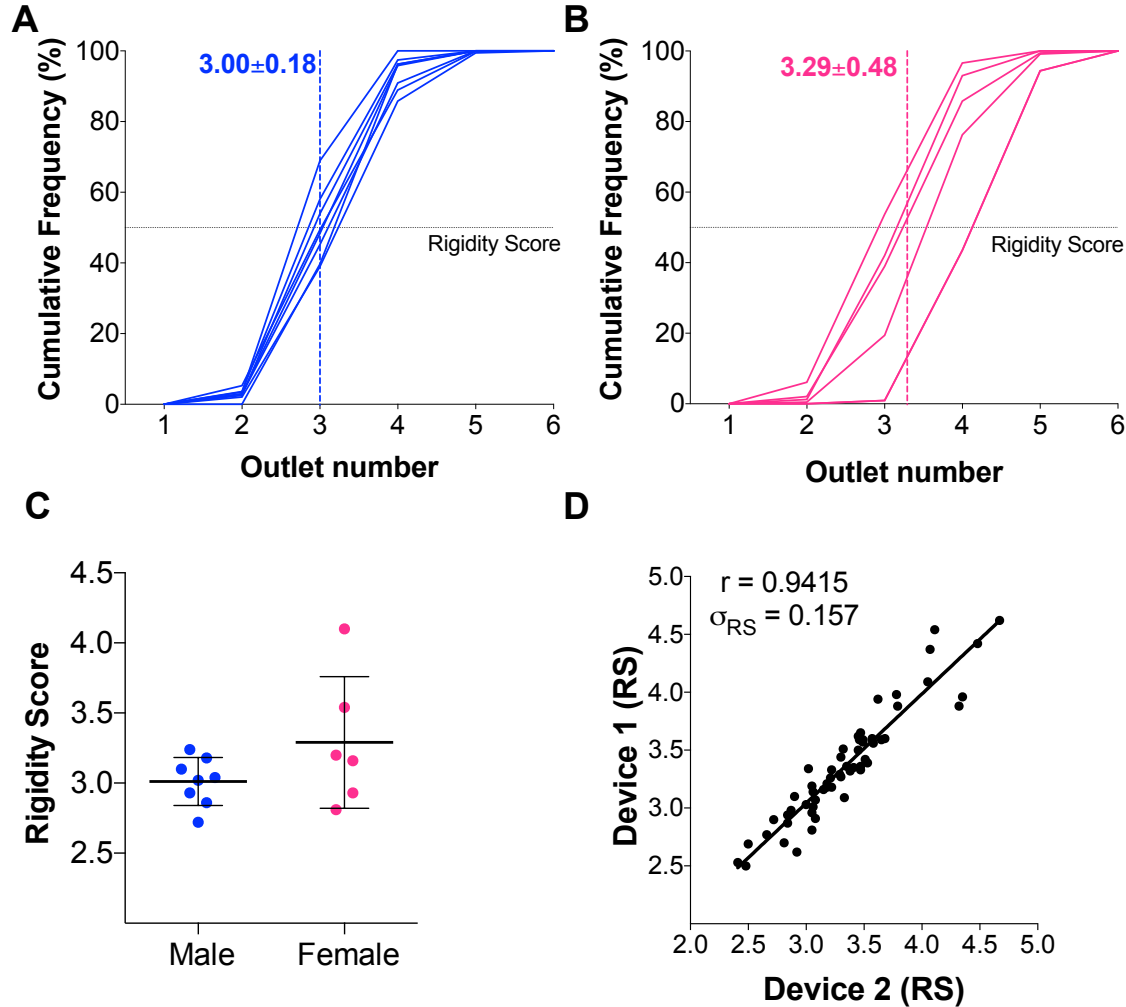 A
Cumulative Frequency (%)
100
80
60
40
20
0
3.00±0.18
Rigidity Score
1 2 3 4 5 6
Outlet number
B
Cumulative Frequency (%)
100
80
60
40
20
0
3.29±0.48
Rigidity Score
1 2 3 4 5 6
Outlet number
C
Rigidity Score
4.5
4.0
3.5
3.0
2.5
Male Female
D
Device 1 (RS)
5.0
4.5
4.0
3.5
3.0
2.5
r = 0.9415
σRS = 0.157
2.0 2.5 3.0 3.5 4.0 4.5 5.0
Device 2 (RS)